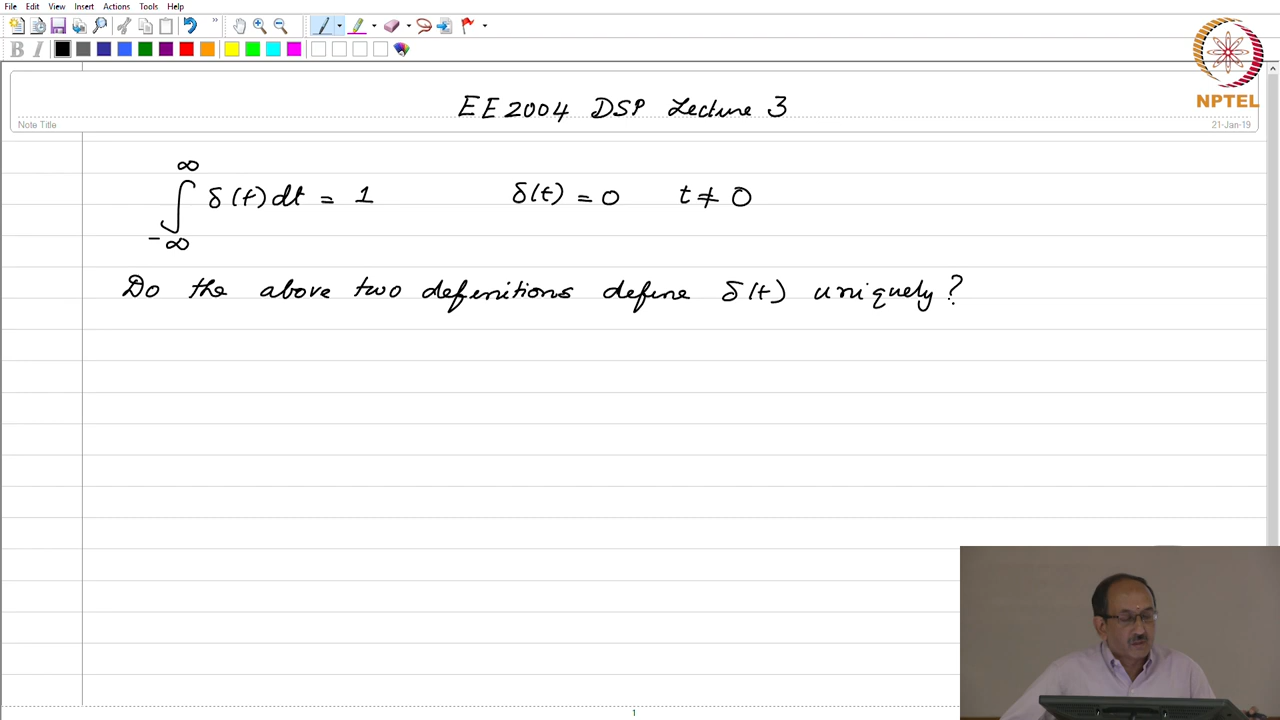 File Edit View Insert Actions Tools Help
B I
NPTEL
EE2004 DSP Lecture 3
Note Title
21-Jan-19
∫_{-∞}^{∞} δ(t)dt = 1 δ(t) = 0 t ≠ 0
Do the above two definitions define δ(t) uniquely?
1